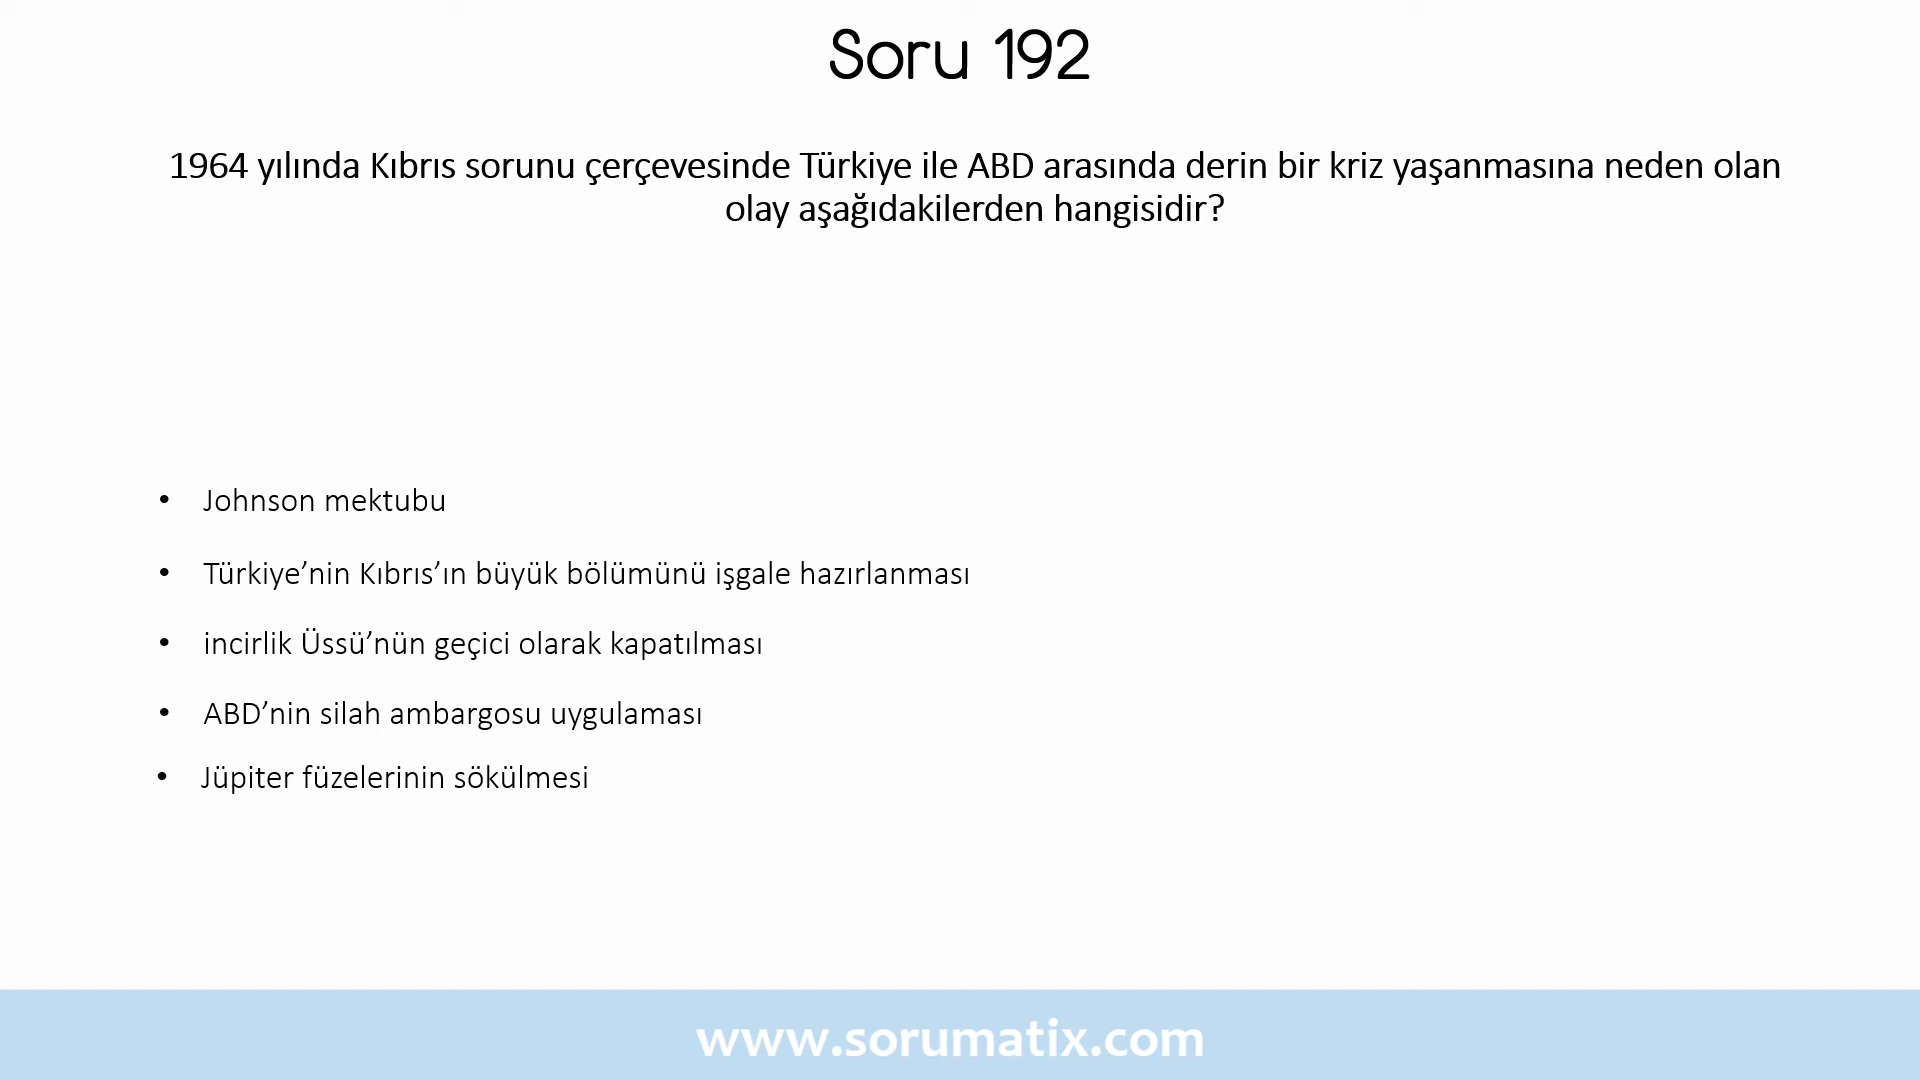 Soru 192
1964 yılında Kıbrıs sorunu çerçevesinde Türkiye ile ABD arasında derin bir kriz yaşanmasına neden olan
olay aşağıdakilerden hangisidir?
• Johnson mektubu
• Türkiye’nin Kıbrıs’ın büyük bölümünü işgale hazırlanması
• incirlik Üssü’nün geçici olarak kapatılması
• ABD’nin silah ambargosu uygulaması
• Jüpiter füzelerinin sökülmesi
www.sorumatix.com